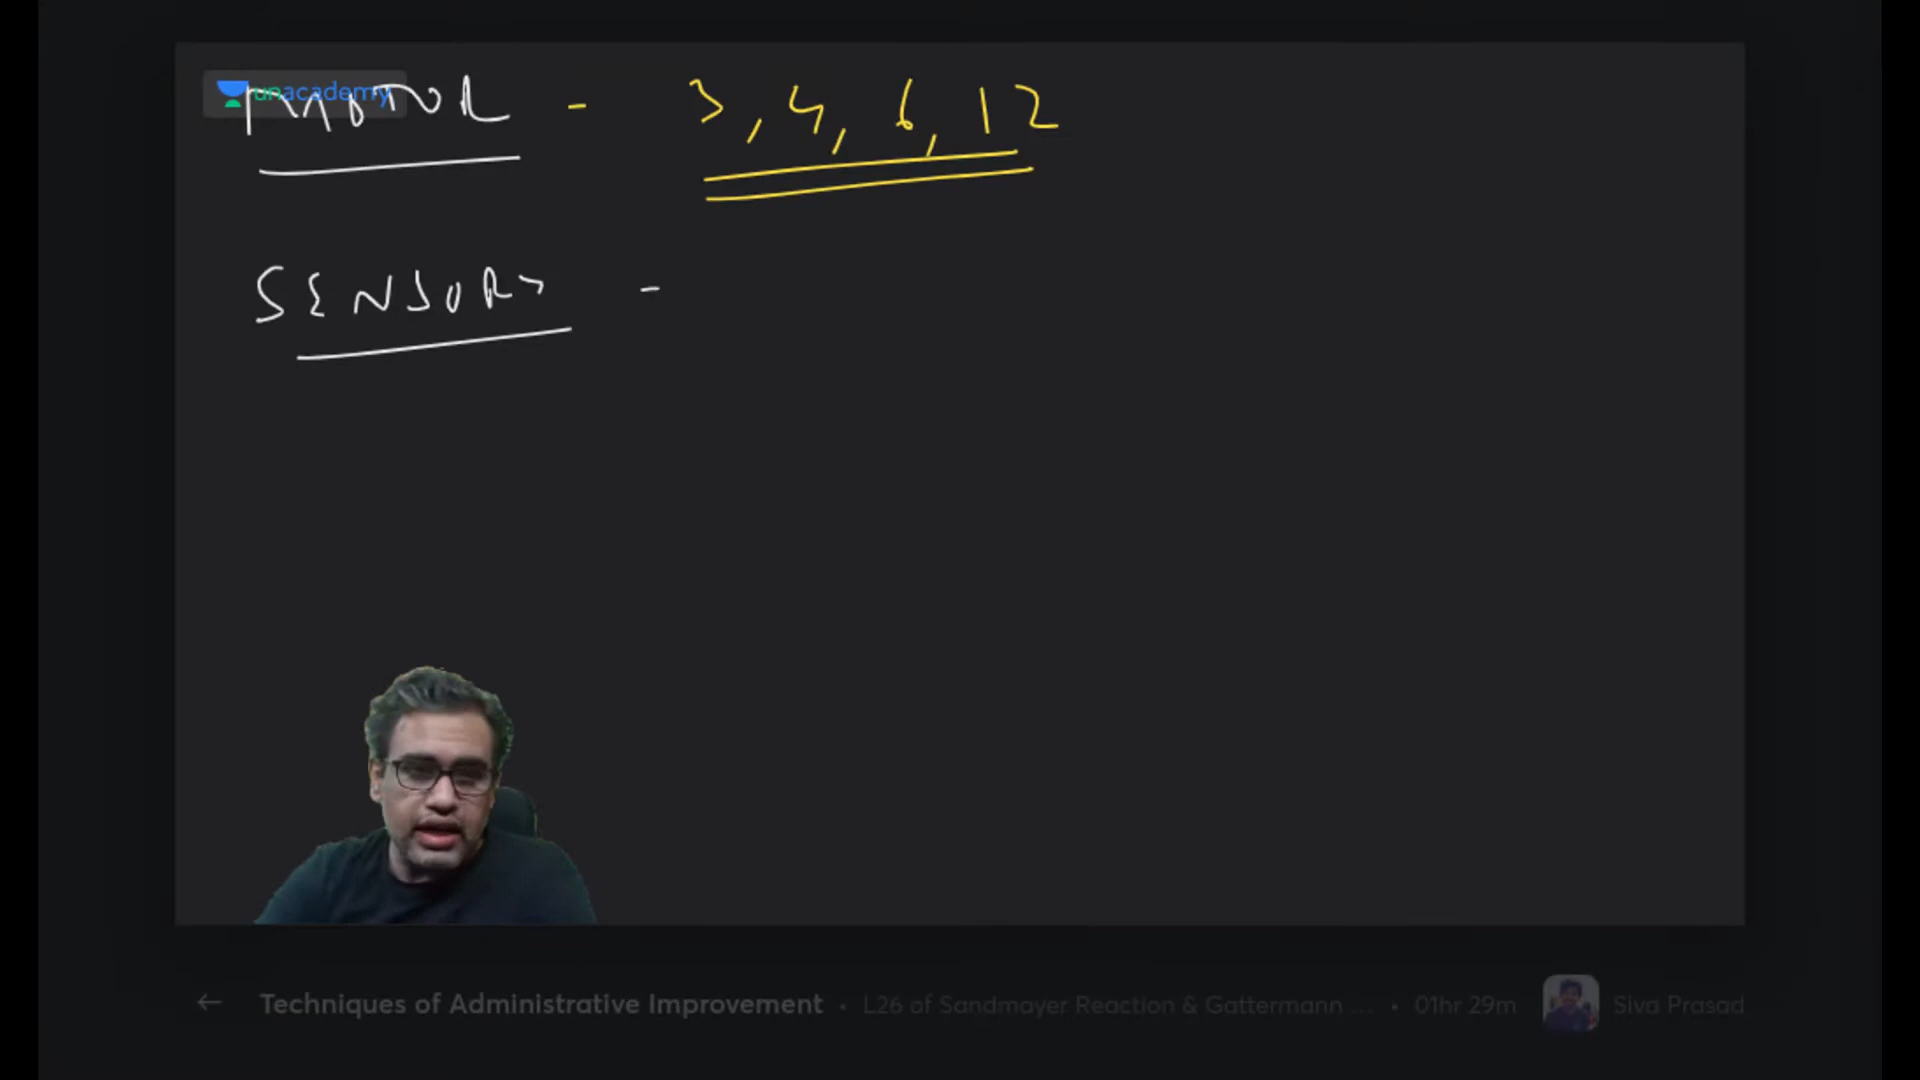 unacademy
MOTOR - 3, 4, 6, 12
SENSORY -
Techniques of Administrative Improvement • L26 of Sandmayer Reaction & Gattermann ... • 01hr 29m Siva Prasad